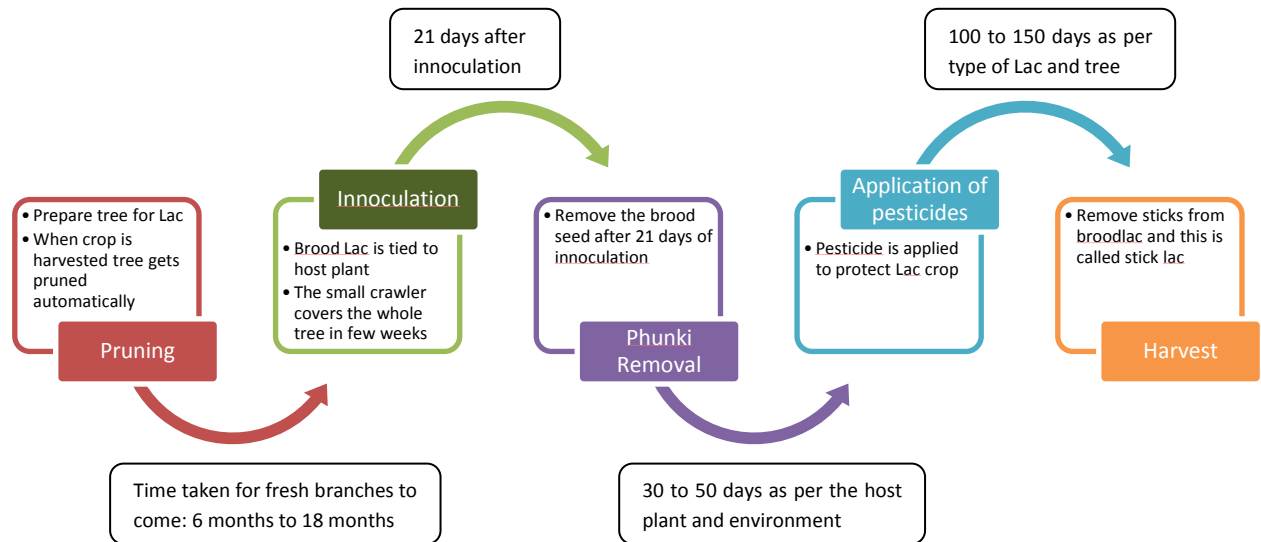 21 days after
innoculation
100 to 150 days as per
type of Lac and tree
• Prepare tree for Lac
• When crop is
harvested tree gets
pruned
automatically
Pruning
Time taken for fresh branches to
come: 6 months to 18 months
Innoculation
• Brood Lac is tied to
host plant
• The small crawler
covers the whole
tree in few weeks
• Remove the brood
seed after 21 days of
innoculation
Phunki
Removal
30 to 50 days as per the host
plant and environment
Application of
pesticides
• Pesticide is applied
to protect Lac crop
• Remove sticks from
broodlac and this is
called stick lac
Harvest